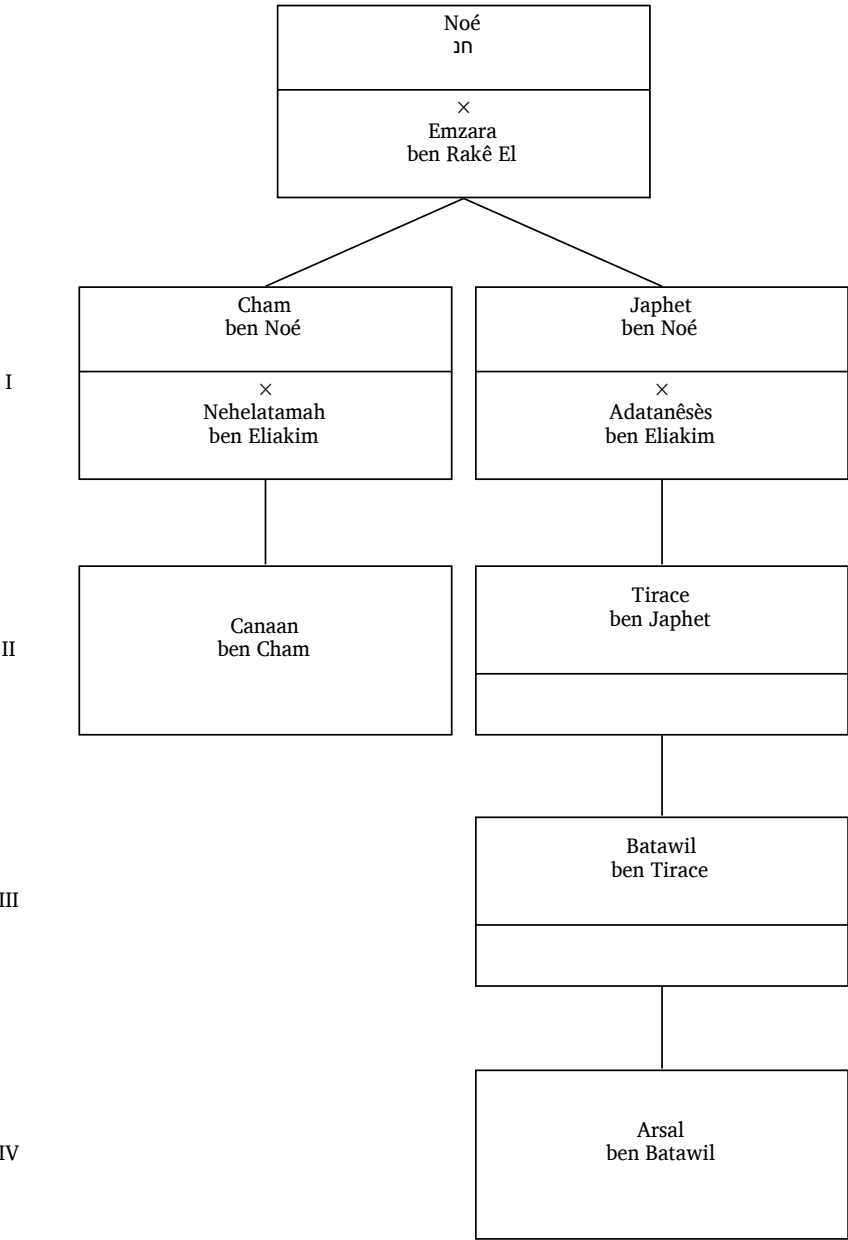 Noé
נח
×
Emzara
ben Rakê El
Cham
ben Noé
Japhet
ben Noé
I
×
Nehelatamah
ben Eliakim
×
Adatanêsès
ben Eliakim
II
Canaan
ben Cham
Tirace
ben Japhet
III
Batawil
ben Tirace
IV
Arsal
ben Batawil